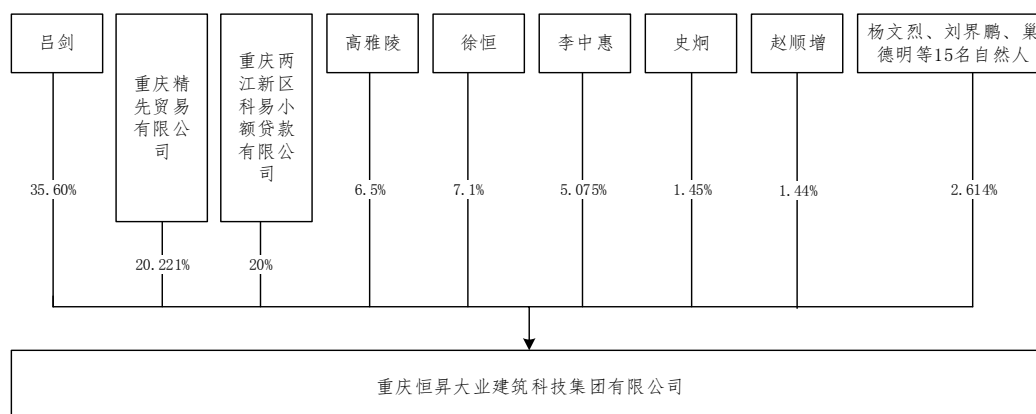 吕剑
重庆精
先贸易
有限公
司
重庆两
江新区
科易小
额贷款
有限公
司
高雅陵
徐恒
李中惠
史炯
赵顺增
杨文烈、刘界鹏、巢
德明等15名自然人
35.60%
20.221%
20%
6.5%
7.1%
5.075%
1.45%
1.44%
2.614%
重庆恒昇大业建筑科技集团有限公司